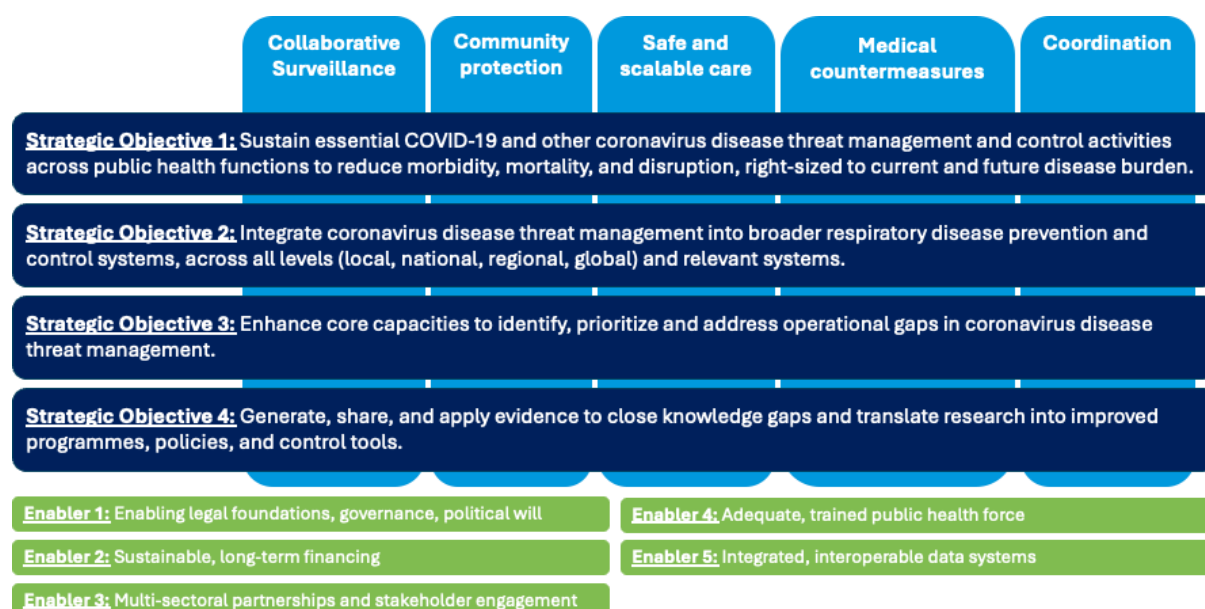 Collaborative
Surveillance
Community
protection
Safe and
scalable care
Medical
countermeasures
Coordination
Strategic Objective 1: Sustain essential COVID-19 and other coronavirus disease threat management and control activities
across public health functions to reduce morbidity, mortality, and disruption, right-sized to current and future disease burden.
Strategic Objective 2: Integrate coronavirus disease threat management into broader respiratory disease prevention and
control systems, across all levels (local, national, regional, global) and relevant systems.
Strategic Objective 3: Enhance core capacities to identify, prioritize and address operational gaps in coronavirus disease
threat management.
Strategic Objective 4: Generate, share, and apply evidence to close knowledge gaps and translate research into improved
programmes, policies, and control tools.
Enabler 1: Enabling legal foundations, governance, political will
Enabler 2: Sustainable, long-term financing
Enabler 3: Multi-sectoral partnerships and stakeholder engagement
Enabler 4: Adequate, trained public health force
Enabler 5: Integrated, interoperable data systems